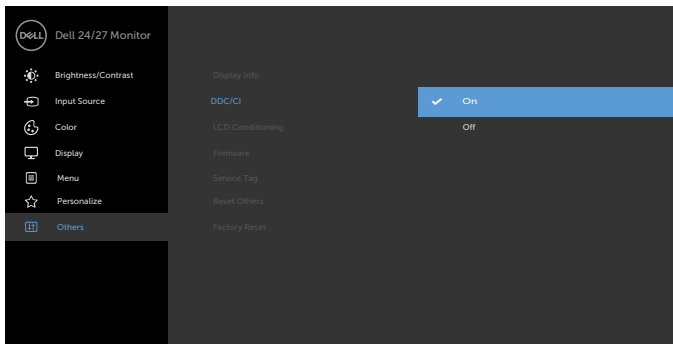 DELL Dell 24/27 Monitor
Brightness/Contrast
Input Source
Color
Display
Menu
Personalize
Others
Display Info
DDC/CI
LCD Conditioning
Firmware
Service Tag
Reset Others
Factory Reset
On
Off